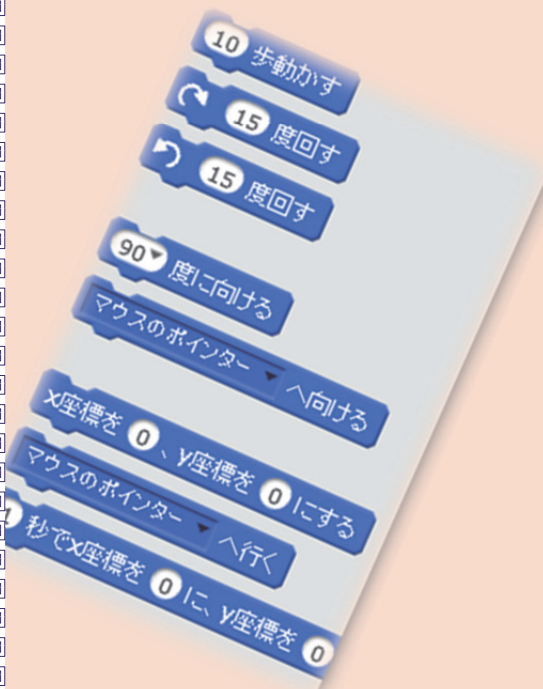 10 歩動かす
15 度回す
15 度回す
90 度に向ける
マウスのポインター へ向ける
x座標を 0 、y座標を 0 にする
マウスのポインター へ行く
秒でx座標を 0 に、y座標を 0